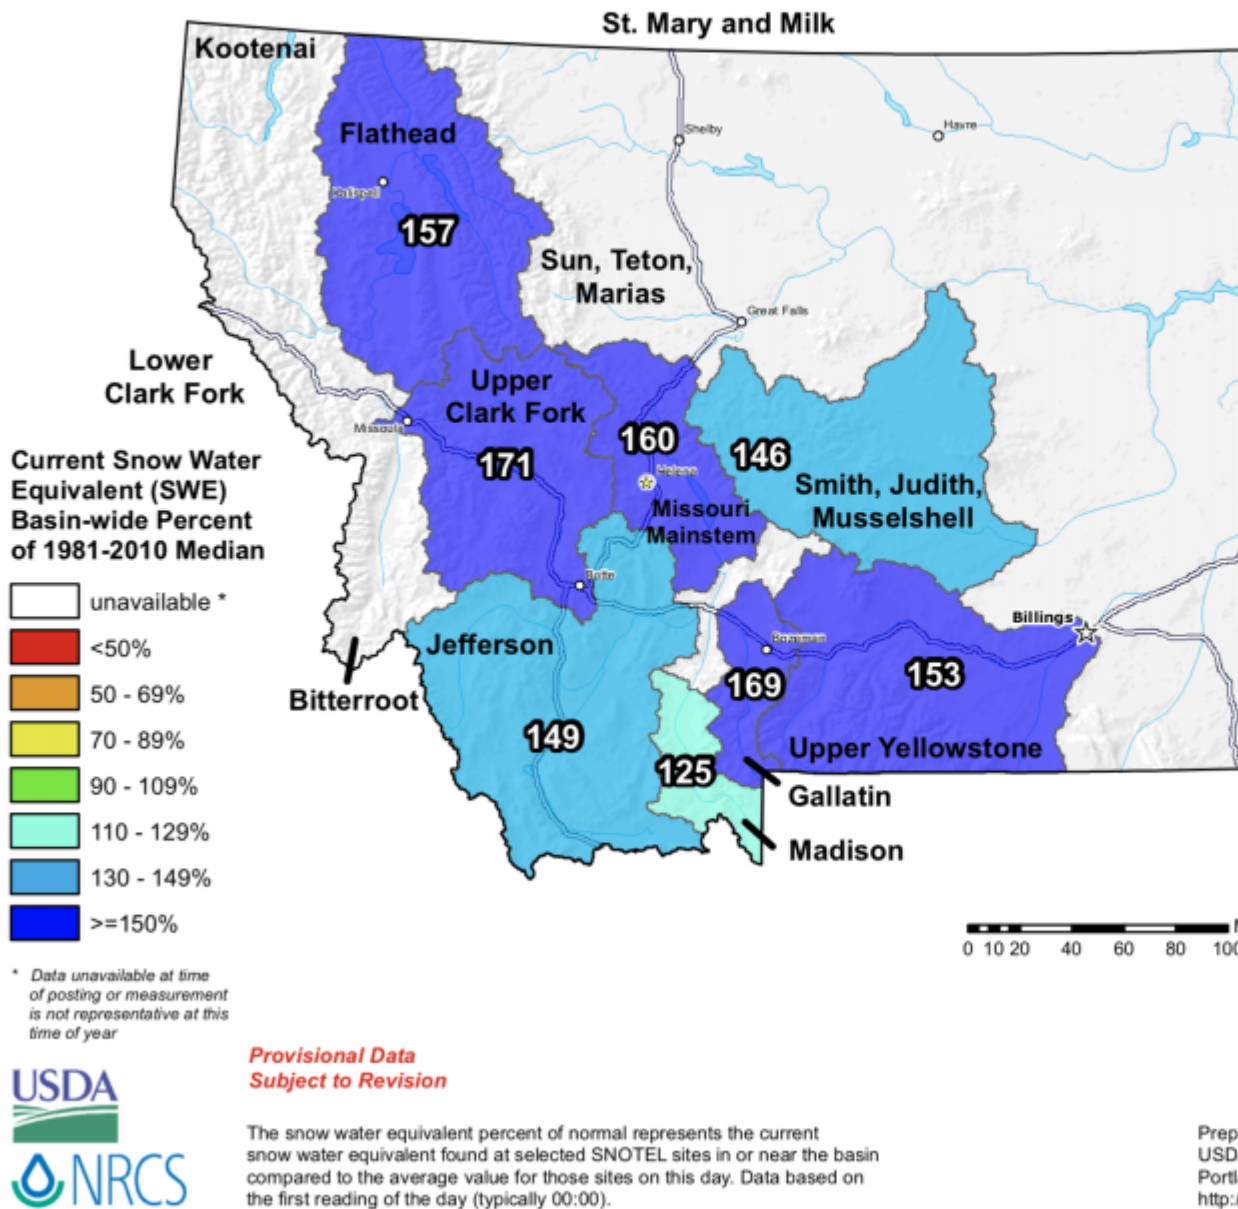 St. Mary and Milk
Kootenai
Flathead
Shelby
Havre
Kalispell
157
Sun, Teton,
Marias
Great Falls
Lower
Clark Fork
Upper
Clark Fork
Missoula
171
160
Helena
146
Smith, Judith,
Musselshell
Missouri
Mainstem
Current Snow Water
Equivalent (SWE)
Basin-wide Percent
of 1981-2010 Median
unavailable *
<50%
50 - 69%
70 - 89%
90 - 109%
110 - 129%
130 - 149%
>=150%
Butte
Billings
Jefferson
Bozeman
Bitterroot
169
153
149
125
Upper Yellowstone
Gallatin
Madison
0 10 20 40 60 80 100
* Data unavailable at time
of posting or measurement
is not representative at this
time of year
Provisional Data
Subject to Revision
USDA
NRCS
The snow water equivalent percent of normal represents the current
snow water equivalent found at selected SNOTEL sites in or near the basin
compared to the average value for those sites on this day. Data based on
the first reading of the day (typically 00:00).
Prep
USD
Portl
http:/